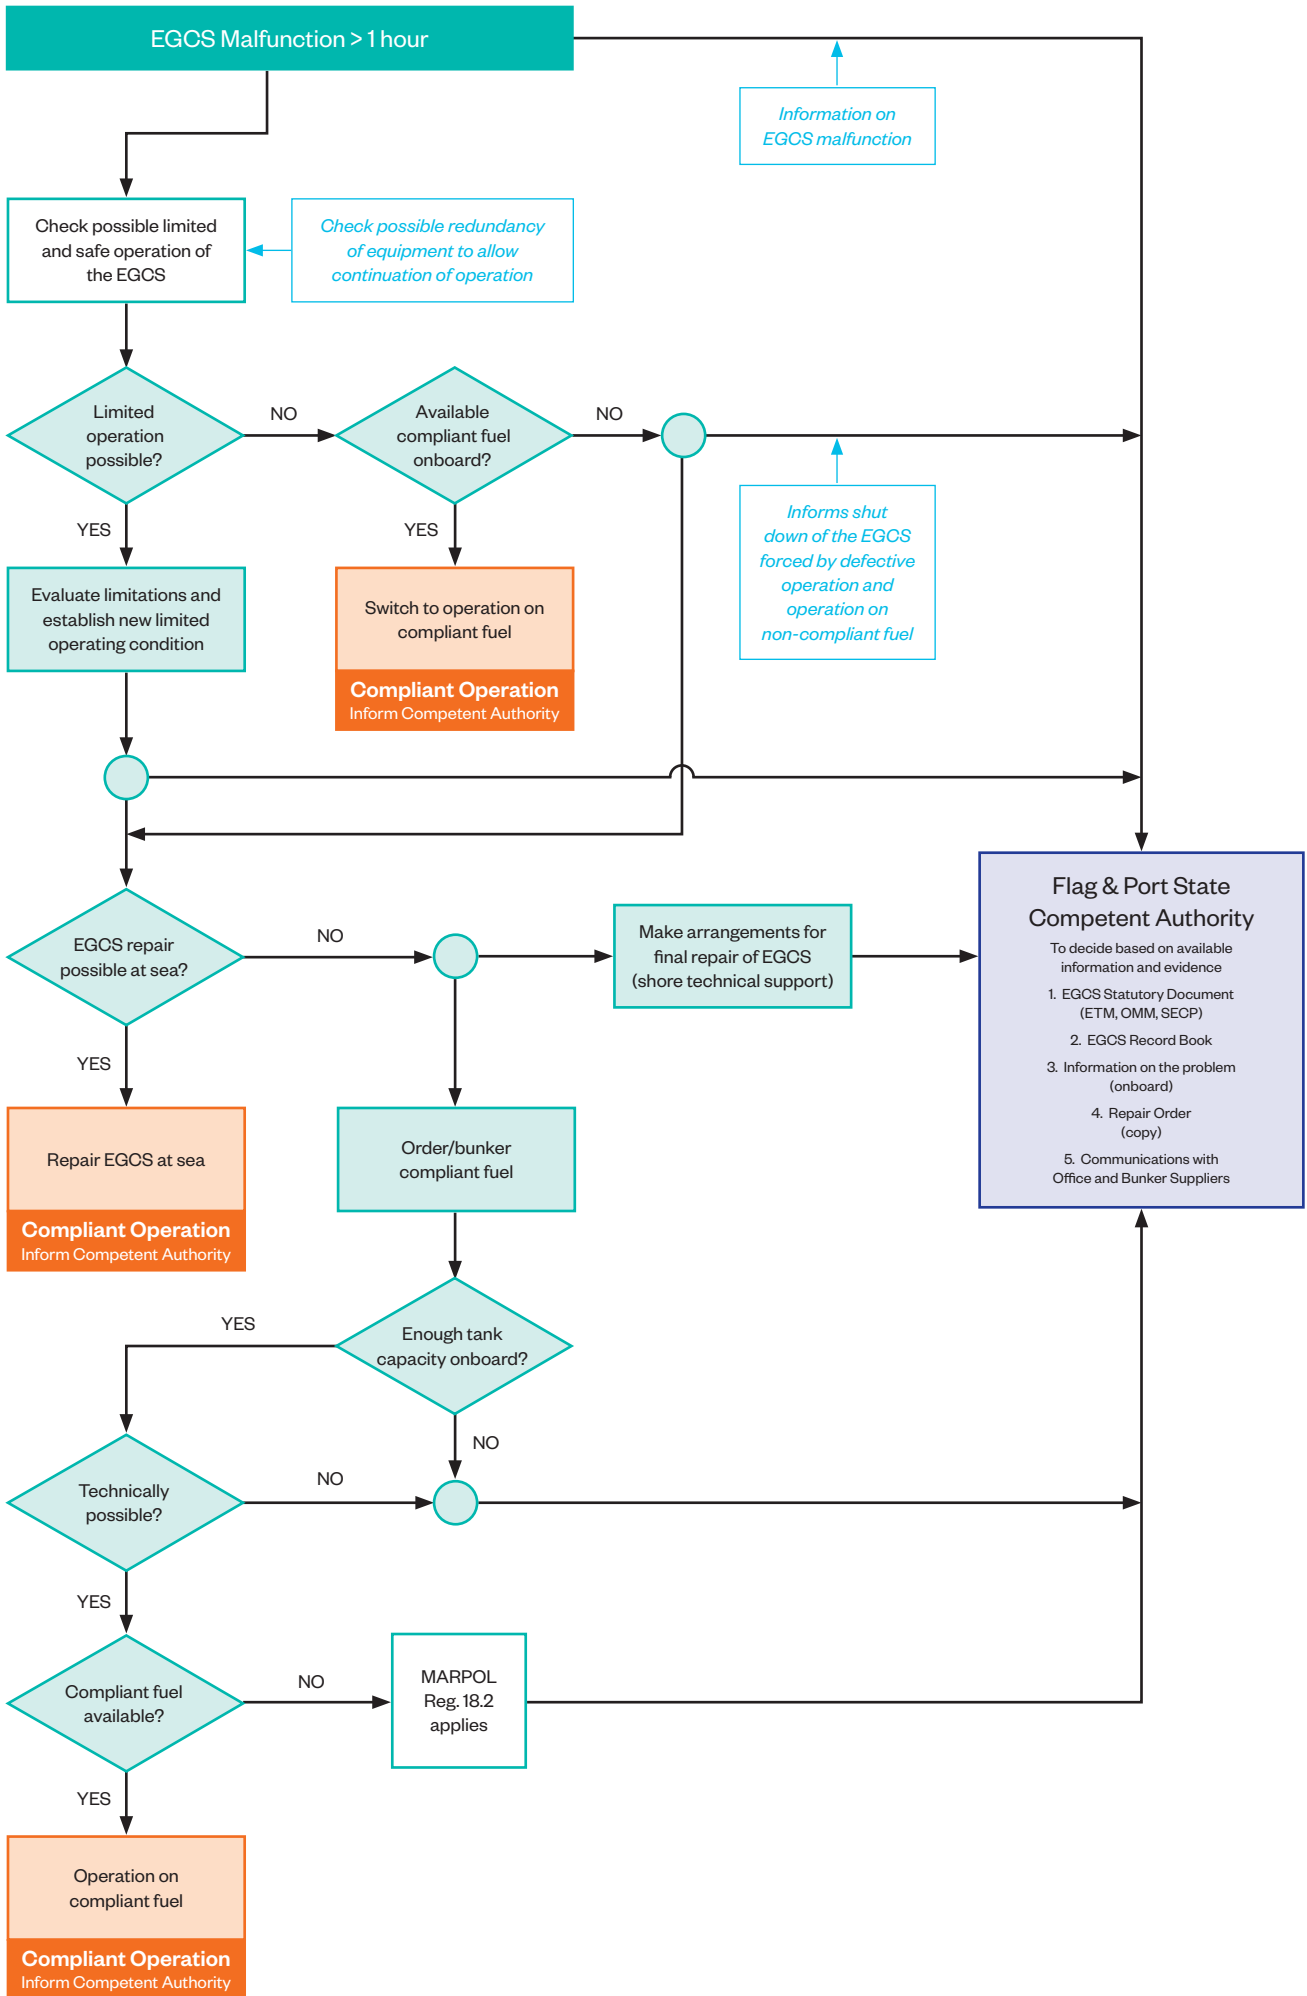 EGCS Malfunction > 1 hour
Information on
EGCS malfunction
Check possible limited
and safe operation of
the EGCS
Check possible redundancy
of equipment to allow
continuation of operation
Limited
operation
possible?
NO
Available
compliant fuel
onboard?
NO
YES
YES
Informs shut
down of the EGCS
forced by defective
operation and
operation on
non-compliant fuel
Evaluate limitations and
establish new limited
operating condition
Switch to operation on
compliant fuel
Compliant Operation
Inform Competent Authority
EGCS repair
possible at sea?
NO
Make arrangements for
final repair of EGCS
(shore technical support)
Flag & Port State
Competent Authority
To decide based on available
information and evidence
1. EGCS Statutory Document
(ETM, OMM, SECP)
2. EGCS Record Book
3. Information on the problem
(onboard)
4. Repair Order
(copy)
5. Communications with
Office and Bunker Suppliers
YES
Repair EGCS at sea
Compliant Operation
Inform Competent Authority
Order/bunker
compliant fuel
YES
Enough tank
capacity onboard?
NO
Technically
possible?
NO
YES
Compliant fuel
available?
NO
MARPOL
Reg. 18.2
applies
YES
Operation on
compliant fuel
Compliant Operation
Inform Competent Authority